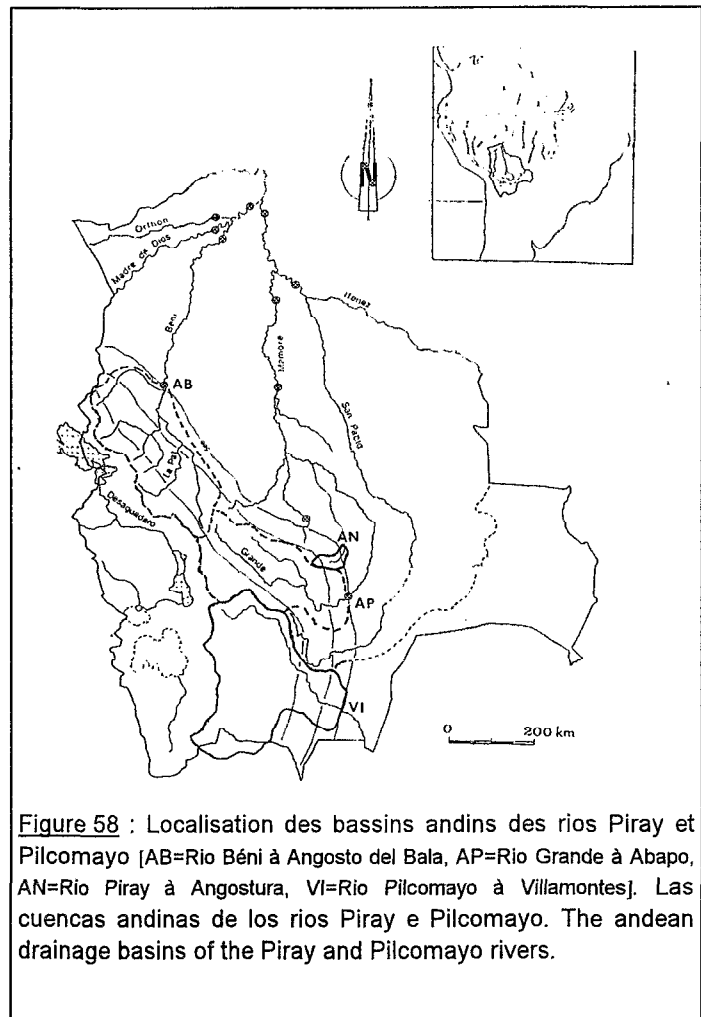 N
Orthon
Madre de Dios
Béni
Mamore
Itenez
San Pablo
AB
La Paz
Desaguadero
Grande
AN
AP
VI
0 200 km
Figure 58 : Localisation des bassins andins des rios Piray et
Pilcomayo [AB=Rio Béni à Angosto del Bala, AP=Rio Grande à Abapo,
AN=Rio Piray à Angostura, VI=Rio Pilcomayo à Villamontes]. Las
cuencas andinas de los rios Piray e Pilcomayo. The andean
drainage basins of the Piray and Pilcomayo rivers.